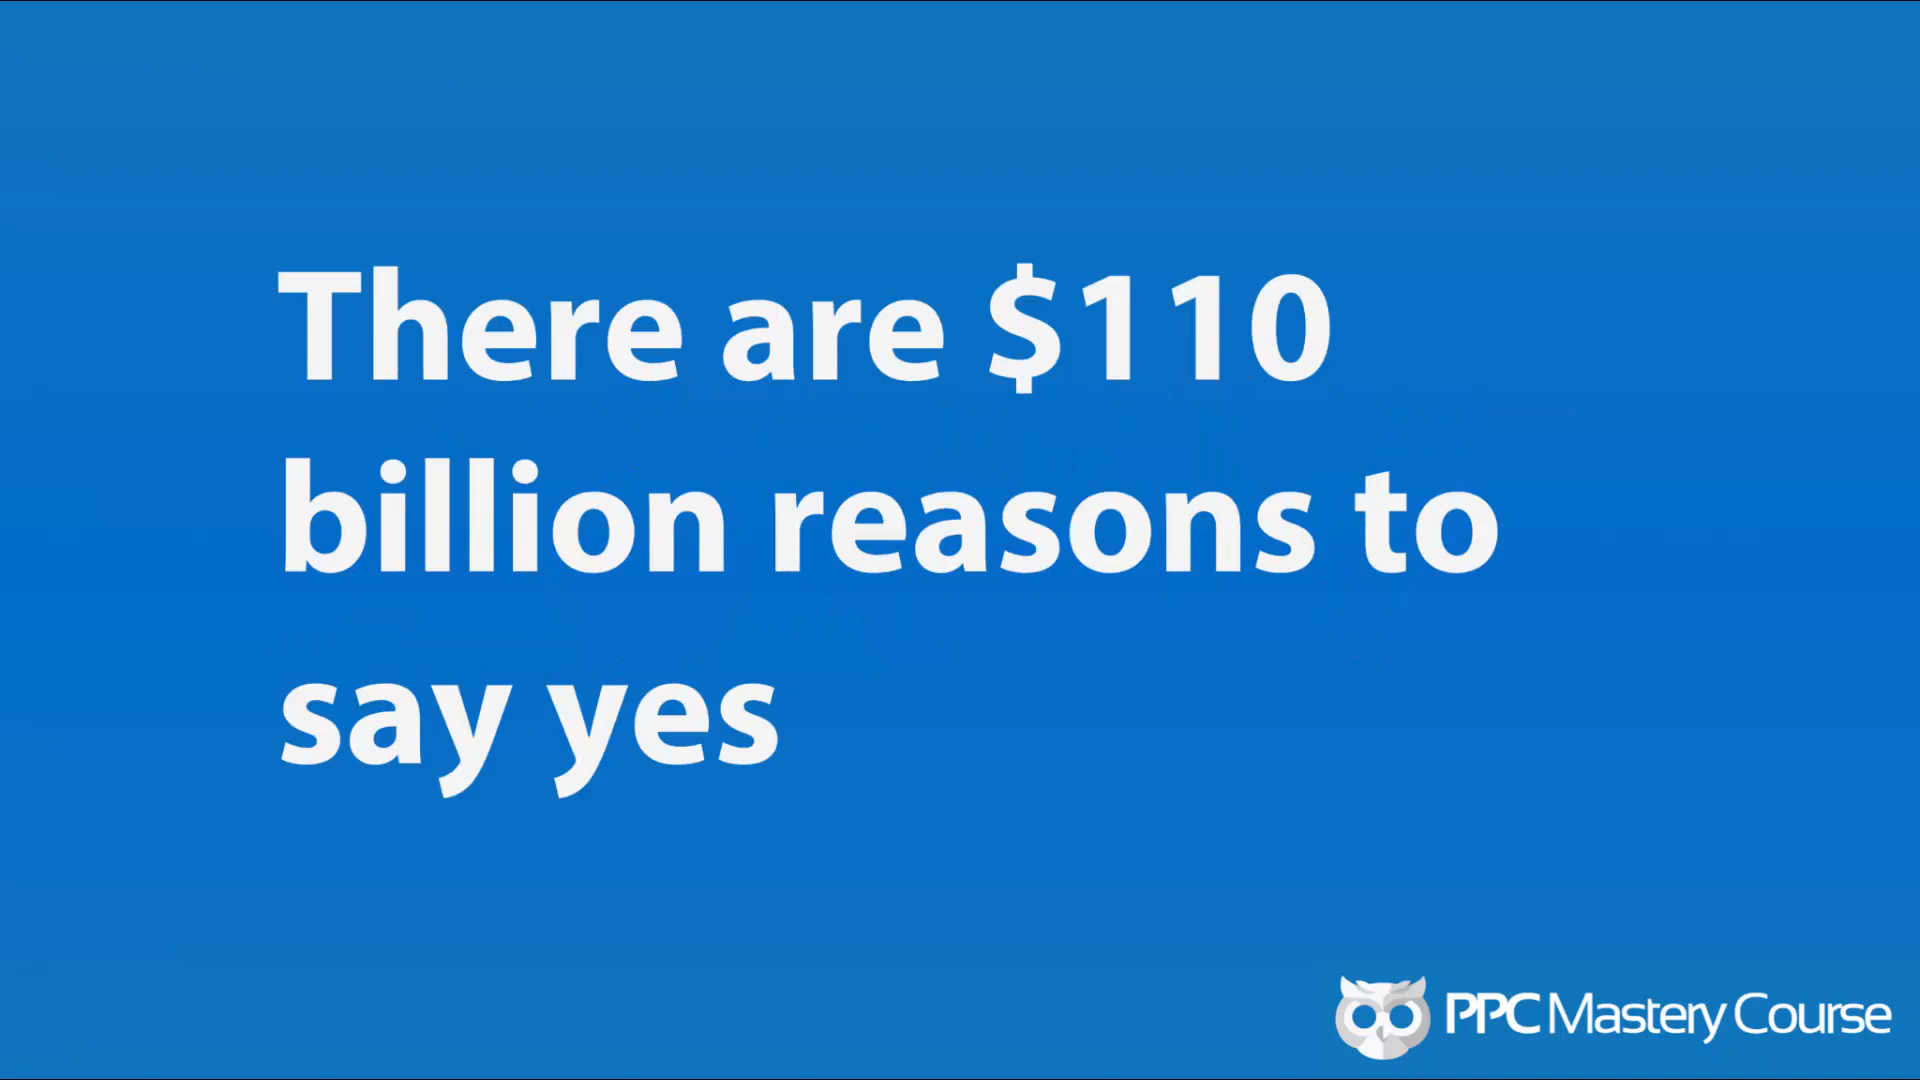 There are $110
billion reasons to
say yes
PPC Mastery Course